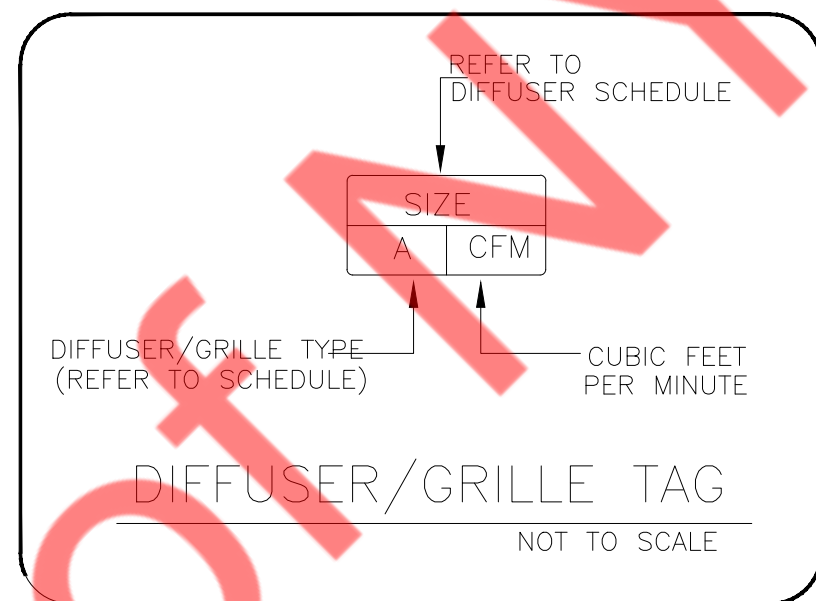 REFER TO
DIFFUSER SCHEDULE
SIZE
A CFM
DIFFUSER/GRILLE TYPE
(REFER TO SCHEDULE)
CUBIC FEET
PER MINUTE
DIFFUSER/GRILLE TAG
NOT TO SCALE
of N